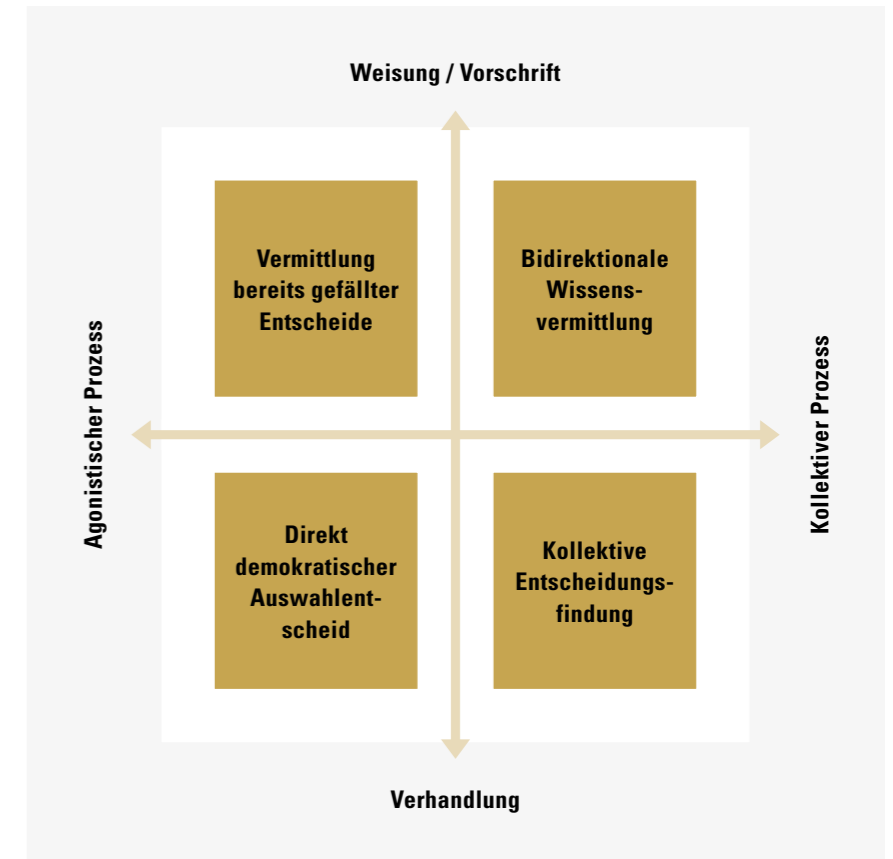 Weisung / Vorschrift
Vermittlung
bereits gefällter
Entscheide
Bidirektionale
Wissens-
vermittlung
Agonistischer Prozess
Kollektiver Prozess
Direkt
demokratischer
Auswahlent-
scheid
Kollektive
Entscheidungs-
findung
Verhandlung